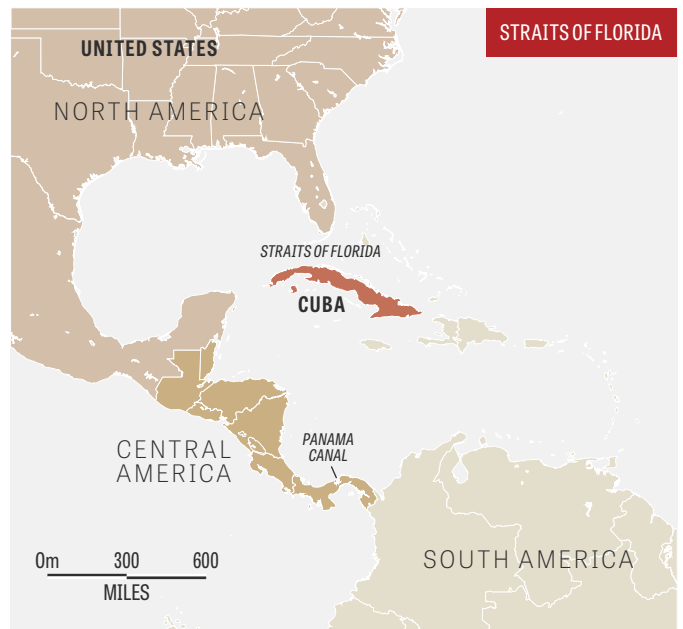 STRAITS OF FLORIDA
UNITED STATES
NORTH AMERICA
STRAITS OF FLORIDA
CUBA
CENTRAL
AMERICA
PANAMA
CANAL
SOUTH AMERICA
0m 300 600
MILES